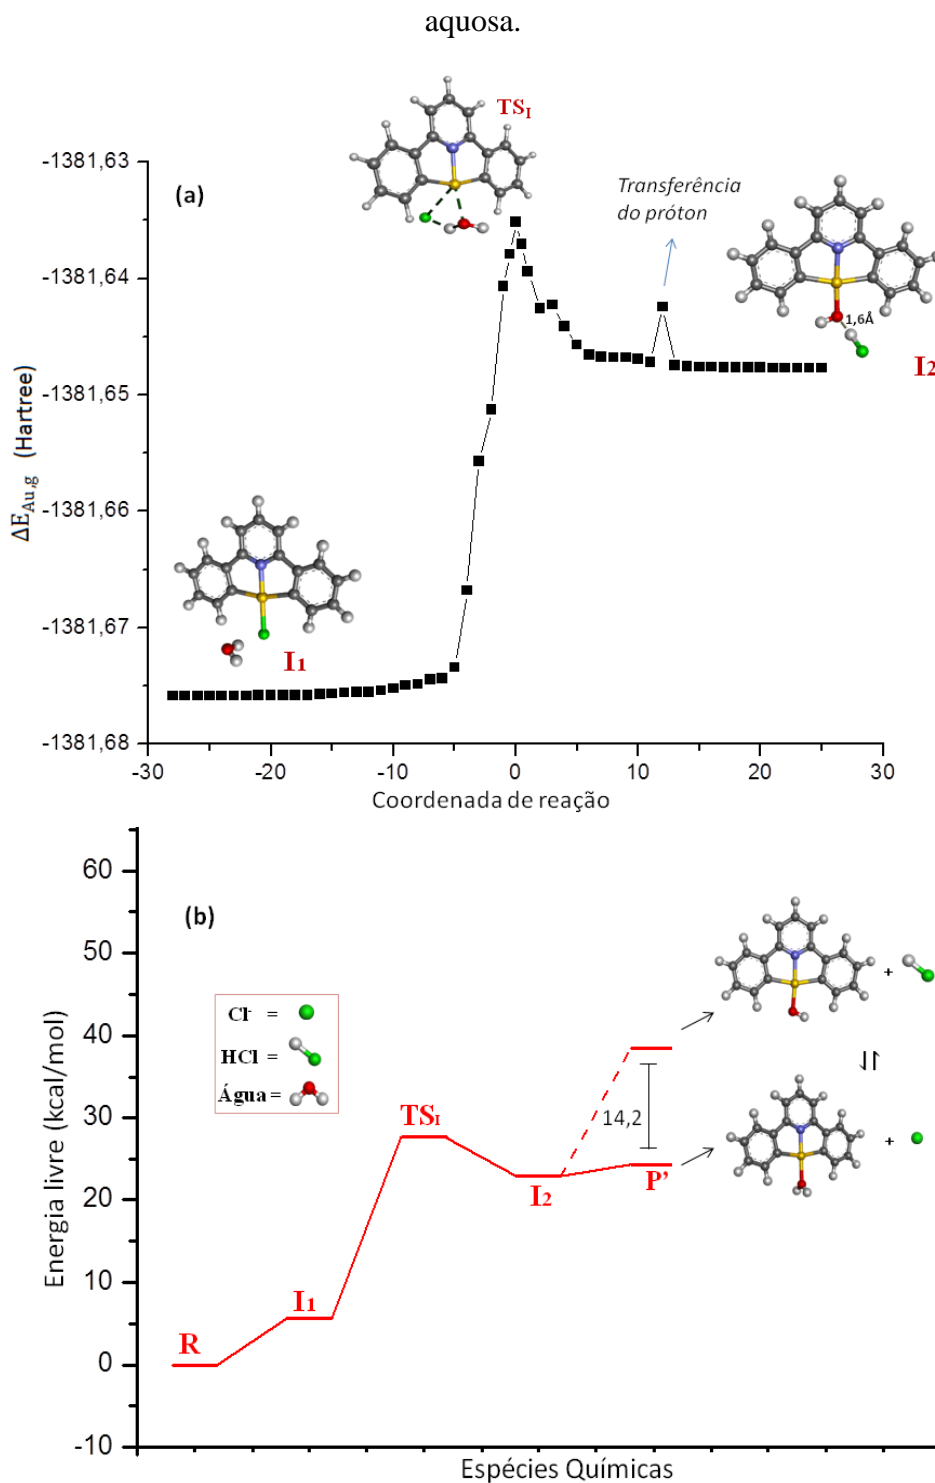 aquosa.
TSI
-1381,63
(a)
Transferência
do próton
-1381,64
1,6Å
I2
-1381,65
ΔEAu,g (Hartree)
-1381,66
-1381,67
I1
-1381,68
-30 -20 -10 0 10 20 30
Coordenada de reação
60
(b)
50
Cl- =
HCl =
Água =
+
40
14,2
30
TSI
+
I2
P'
20
Energia livre (kcal/mol)
10
I1
R
0
-10
Espécies Químicas